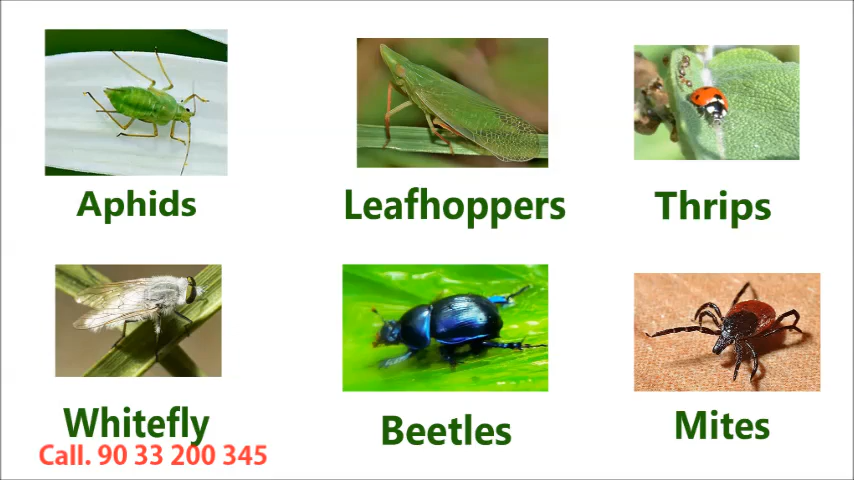 Aphids
Leafhoppers
Thrips
Whitefly
Beetles
Mites
Call. 90 33 200 345